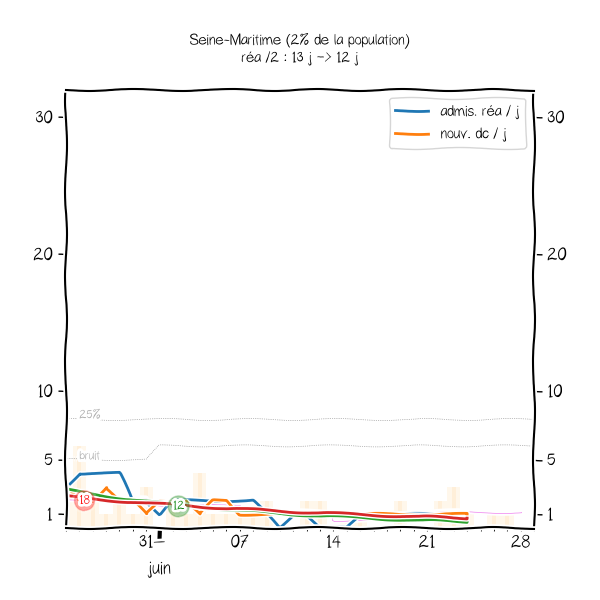 Seine-Maritime (2% de la population)
réa /2 : 13 j -> 12 j
admis. réa / j
nouv. dc / j
30 30
20 20
10 10
25%
bruit
5 5
18
12
1 1
31 07 14 21 28
juin